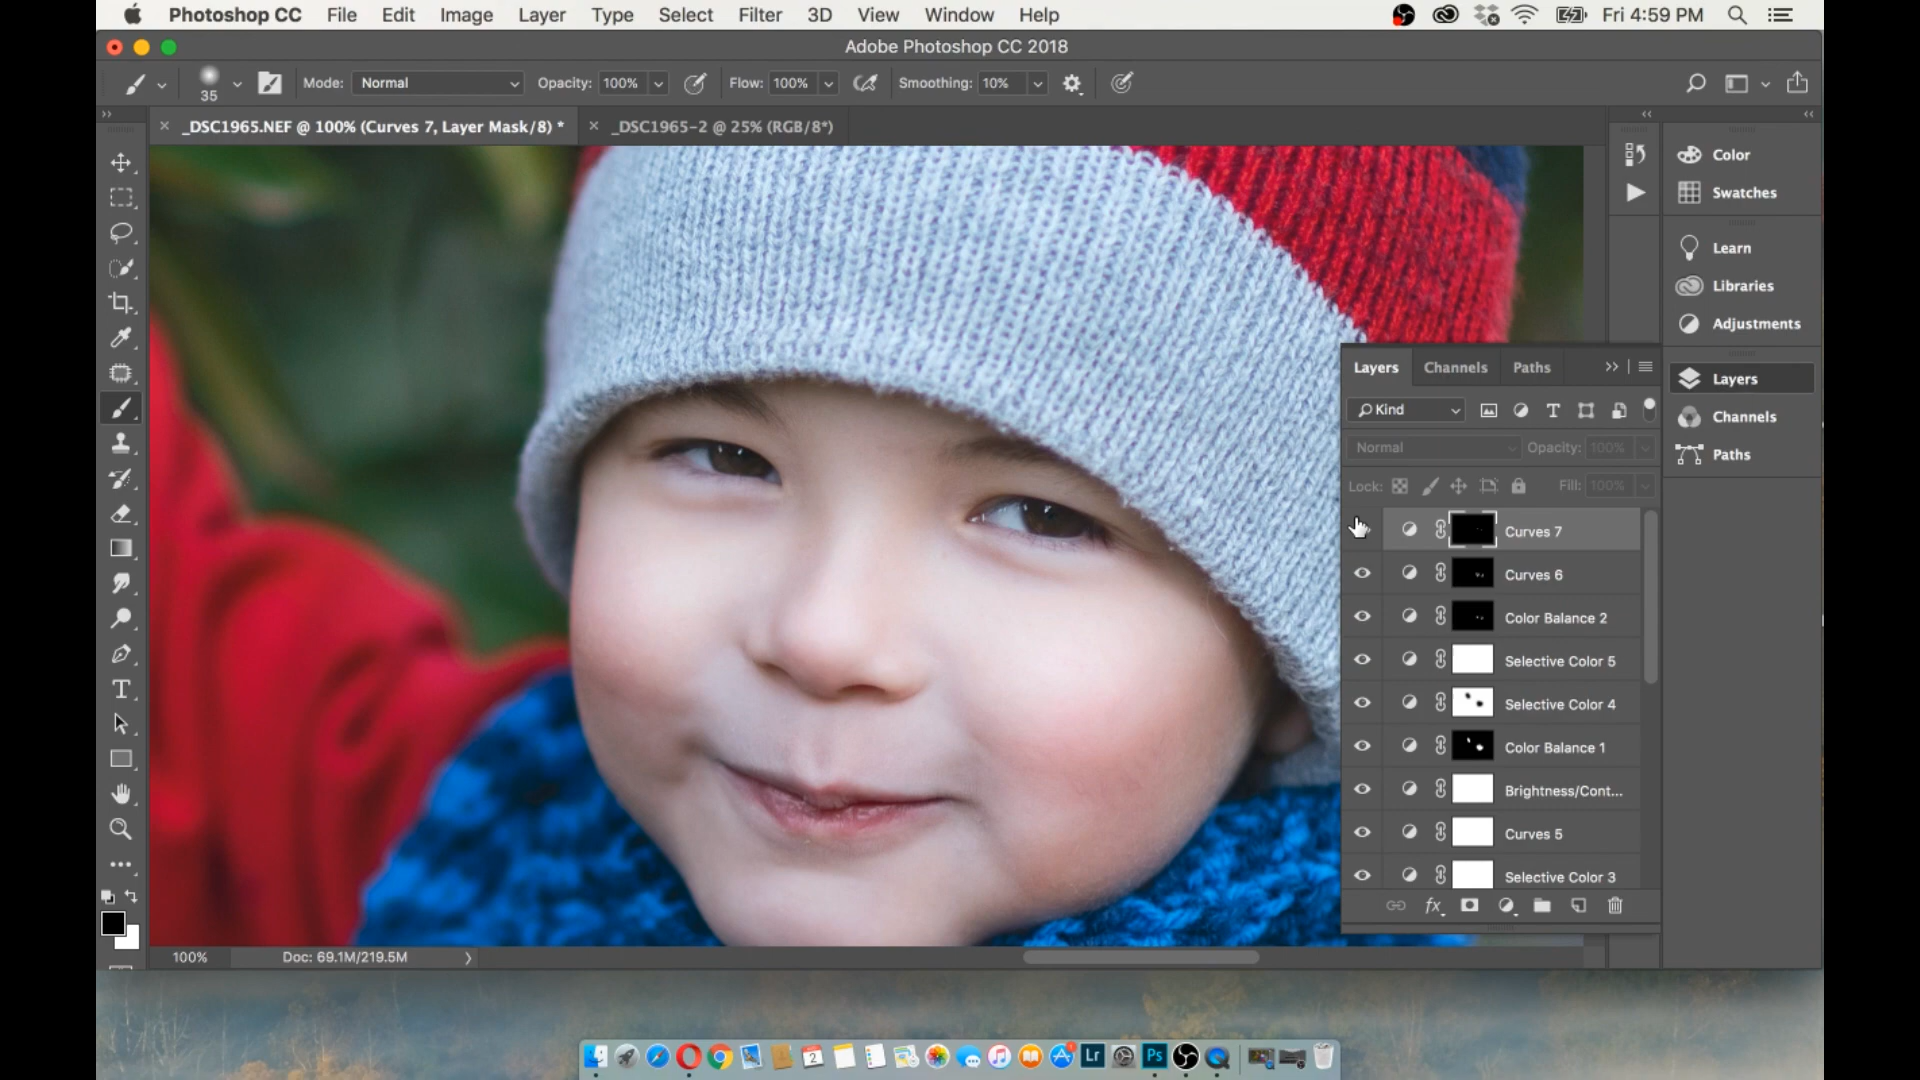 Photoshop CC File Edit Image Layer Type Select Filter 3D View Window Help Fri 4:59 PM
Adobe Photoshop CC 2018
35 Mode: Normal Opacity: 100% Flow: 100% Smoothing: 10%
_DSC1965.NEF @ 100% (Curves 7, Layer Mask/8) *
_DSC1965-2 @ 25% (RGB/8*)
Color
Swatches
Learn
Libraries
Adjustments
Layers
Channels
Paths
Layers Channels Paths
Kind
Normal Opacity: 100%
Lock: Fill: 100%
Curves 7
Curves 6
Color Balance 2
Selective Color 5
Selective Color 4
Color Balance 1
Brightness/Cont...
Curves 5
Selective Color 3
fx
100% Doc: 69.1M/219.5M
2
Lr
Ps